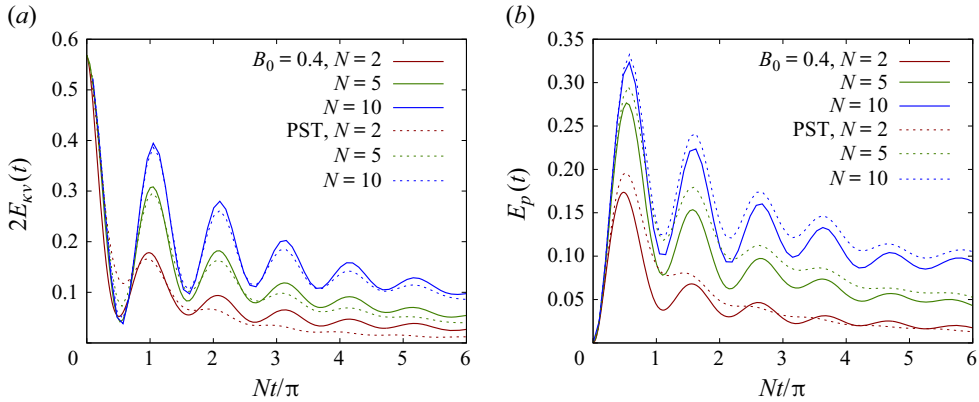 (a)
0.6
0.5
0.4
0.3
0.2
0.1
0
1
2
3
4
5
6
2E_{κv}(t)
Nt/π
B_0 = 0.4, N = 2
N = 5
N = 10
PST, N = 2
N = 5
N = 10
(b)
0.35
0.30
0.25
0.20
0.15
0.10
0.05
0
1
2
3
4
5
6
E_p(t)
Nt/π
B_0 = 0.4, N = 2
N = 5
N = 10
PST, N = 2
N = 5
N = 10